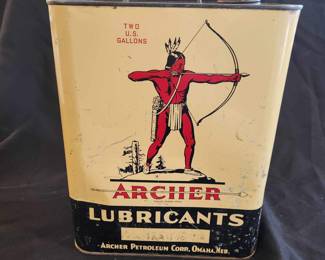 TWO
U.S.
GALLONS
ARCHER
LUBRICANTS
ARCHER PETROLEUM CORP. OMAHA, NEB.